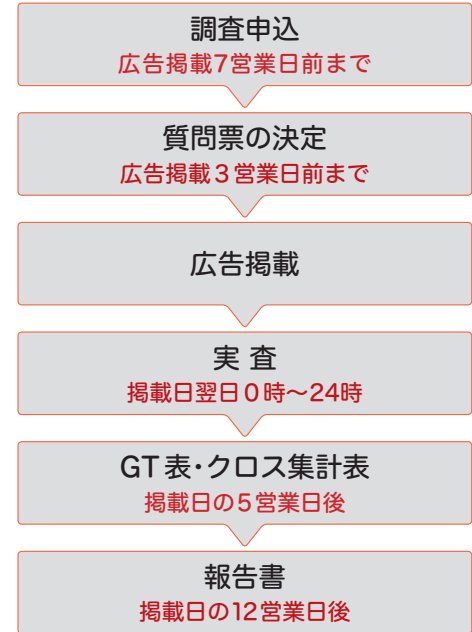 調査申込
広告掲載7営業日前まで
質問票の決定
広告掲載3営業日前まで
広告掲載
実 査
掲載日翌日0時〜24時
GT表・クロス集計表
掲載日の5営業日後
報告書
掲載日の12営業日後